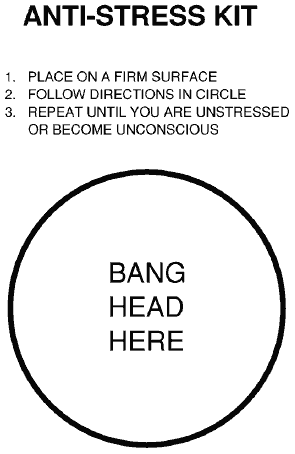 ANTI-STRESS KIT
1. PLACE ON A FIRM SURFACE
2. FOLLOW DIRECTIONS IN CIRCLE
3. REPEAT UNTIL YOU ARE UNSTRESSED
OR BECOME UNCONSCIOUS
BANG
HEAD
HERE